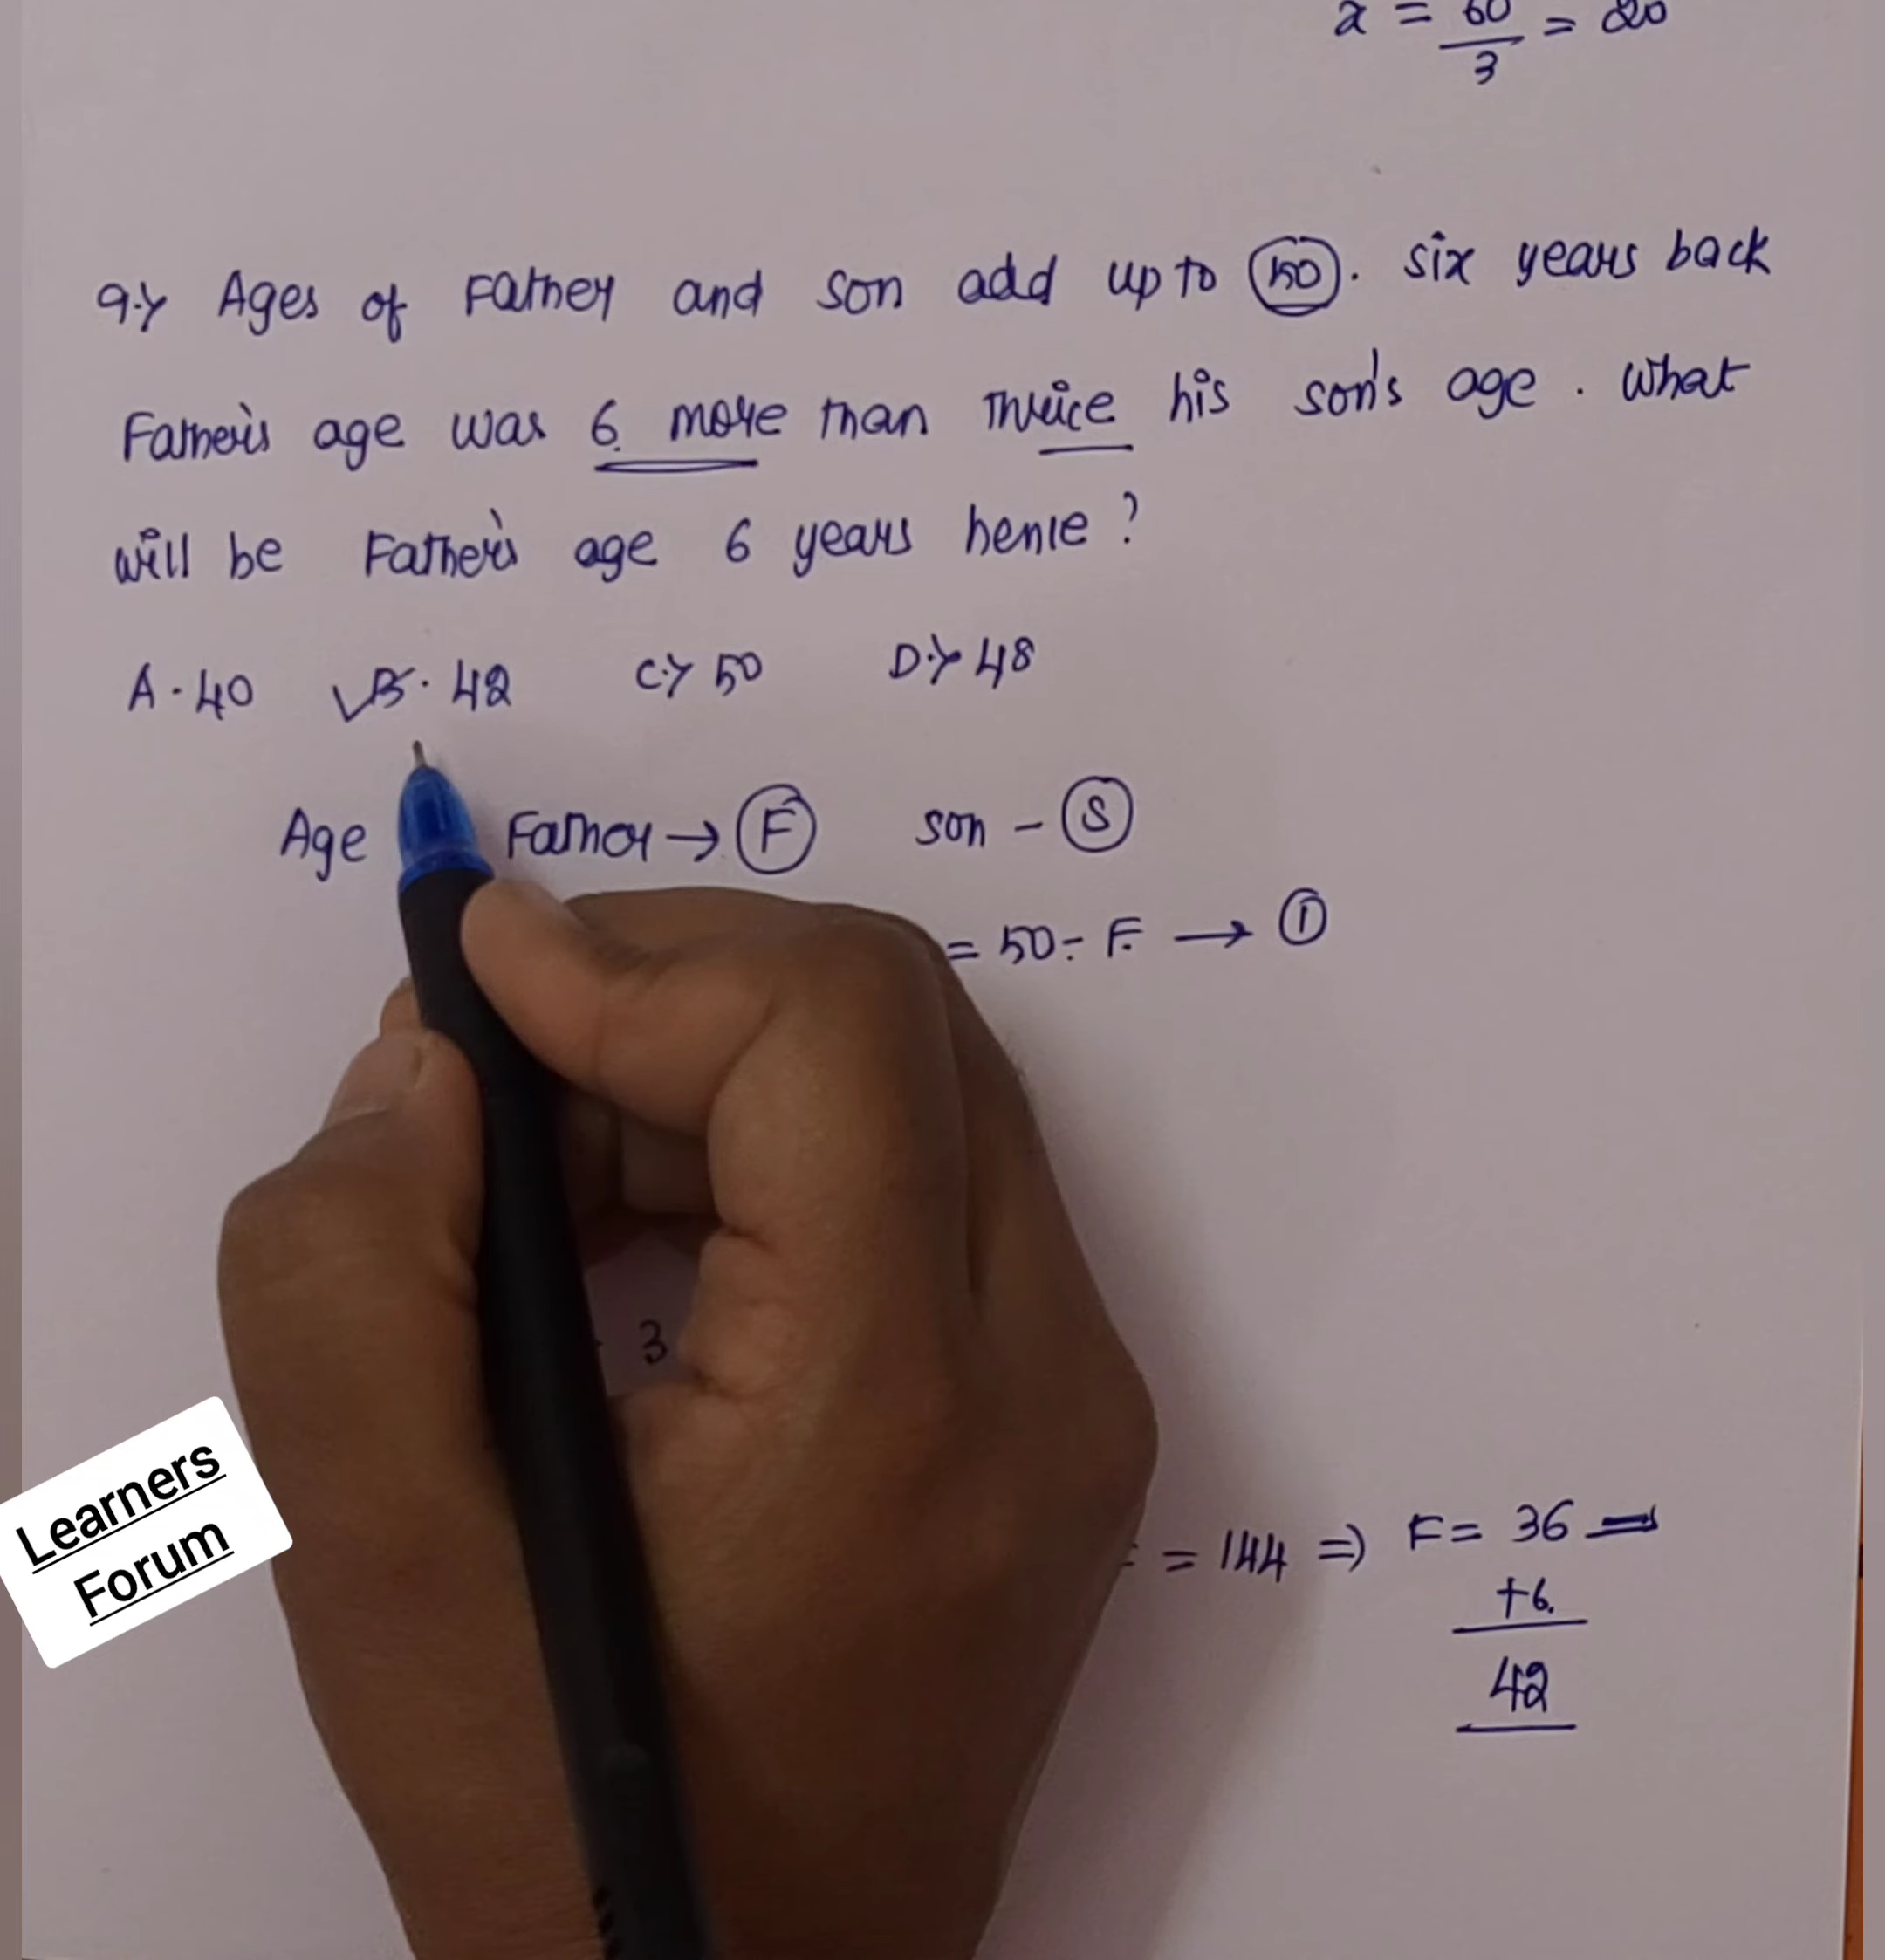 x = 60/3 = 20
9.) Ages of Father and son add up to 50. six years back
Father's age was 6 more than twice his son's age. What
will be Father's age 6 years hence?
A. 40 B. 42 C.) 50 D.) 48
Age Father → F son - S
= 50 - F → 1
3
= 144 ⇒ F = 36
+6
42
Learners
Forum